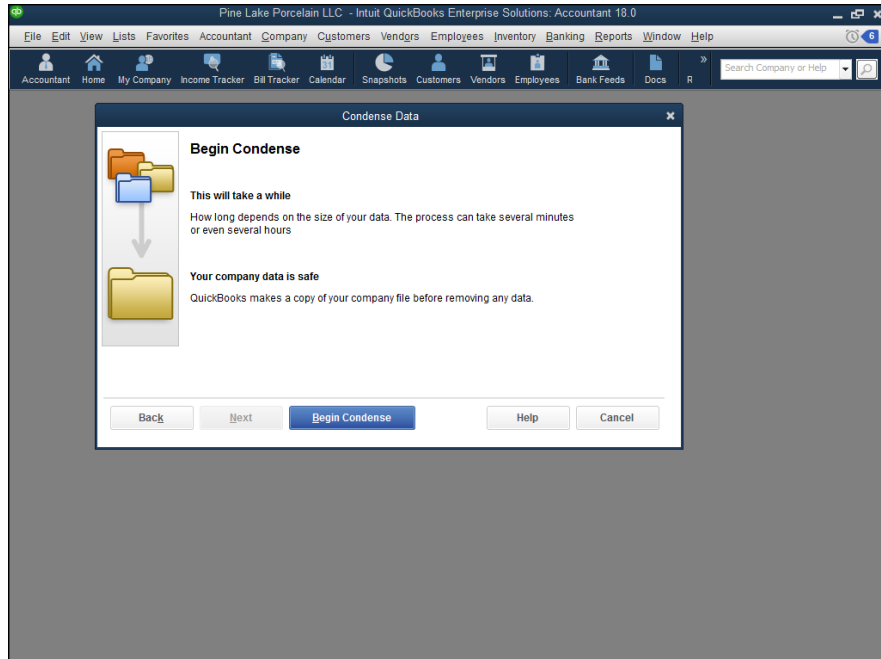 qb
Pine Lake Porcelain LLC - Intuit QuickBooks Enterprise Solutions: Accountant 18.0
File Edit View Lists Favorites Accountant Company Customers Vendors Employees Inventory Banking Reports Window Help 6
Accountant Home My Company Income Tracker Bill Tracker 31 Calendar Snapshots Customers Vendors Employees Bank Feeds Docs R » Search Company or Help
Condense Data
Begin Condense
This will take a while
How long depends on the size of your data. The process can take several minutes
or even several hours
Your company data is safe
QuickBooks makes a copy of your company file before removing any data.
Back Next Begin Condense Help Cancel